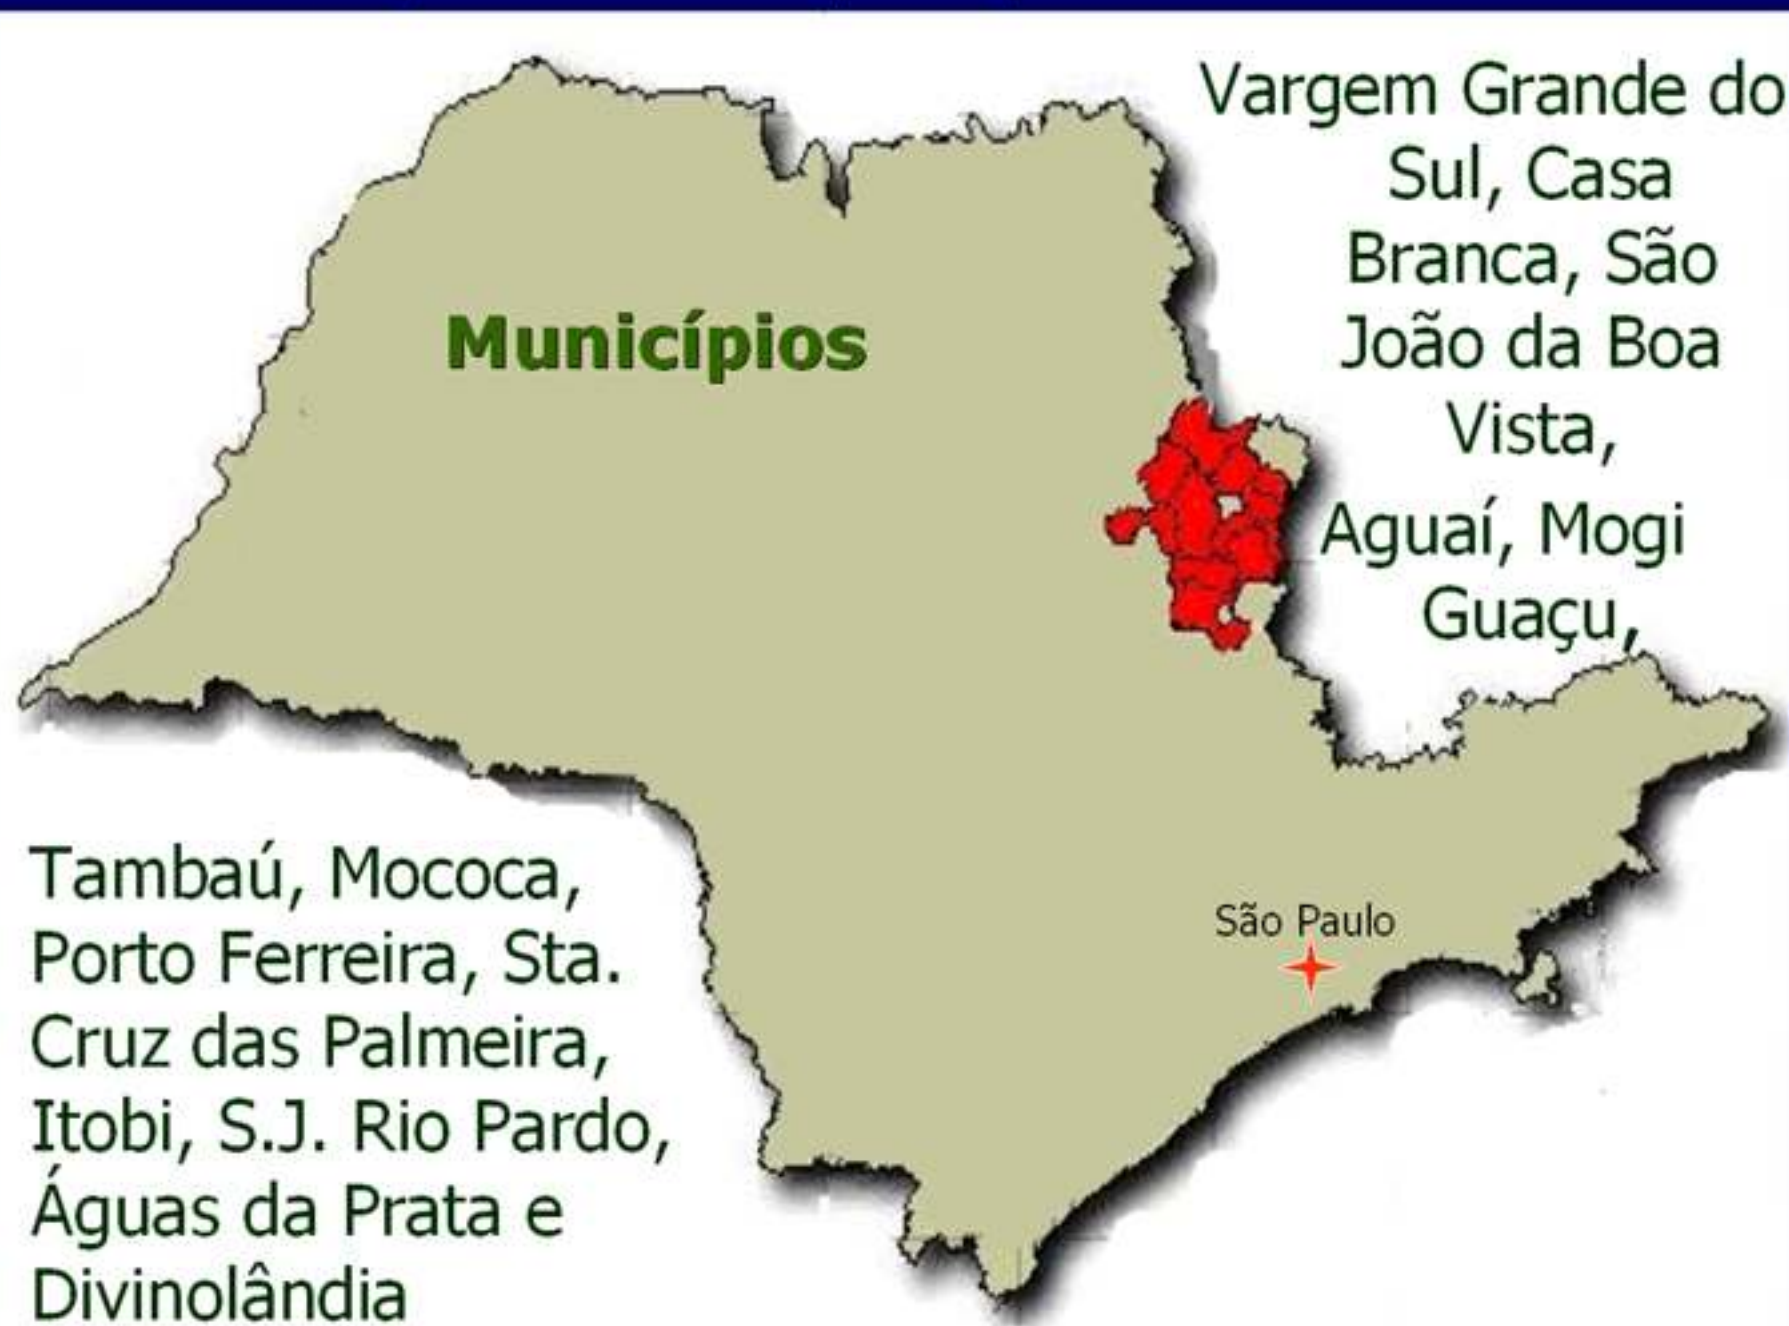 Vargem Grande do
Sul, Casa
Branca, São
João da Boa
Vista,
Aguaí, Mogi
Guaçu,
Municípios
São Paulo
Tambaú, Mococa,
Porto Ferreira, Sta.
Cruz das Palmeira,
Itobi, S.J. Rio Pardo,
Águas da Prata e
Divinolândia